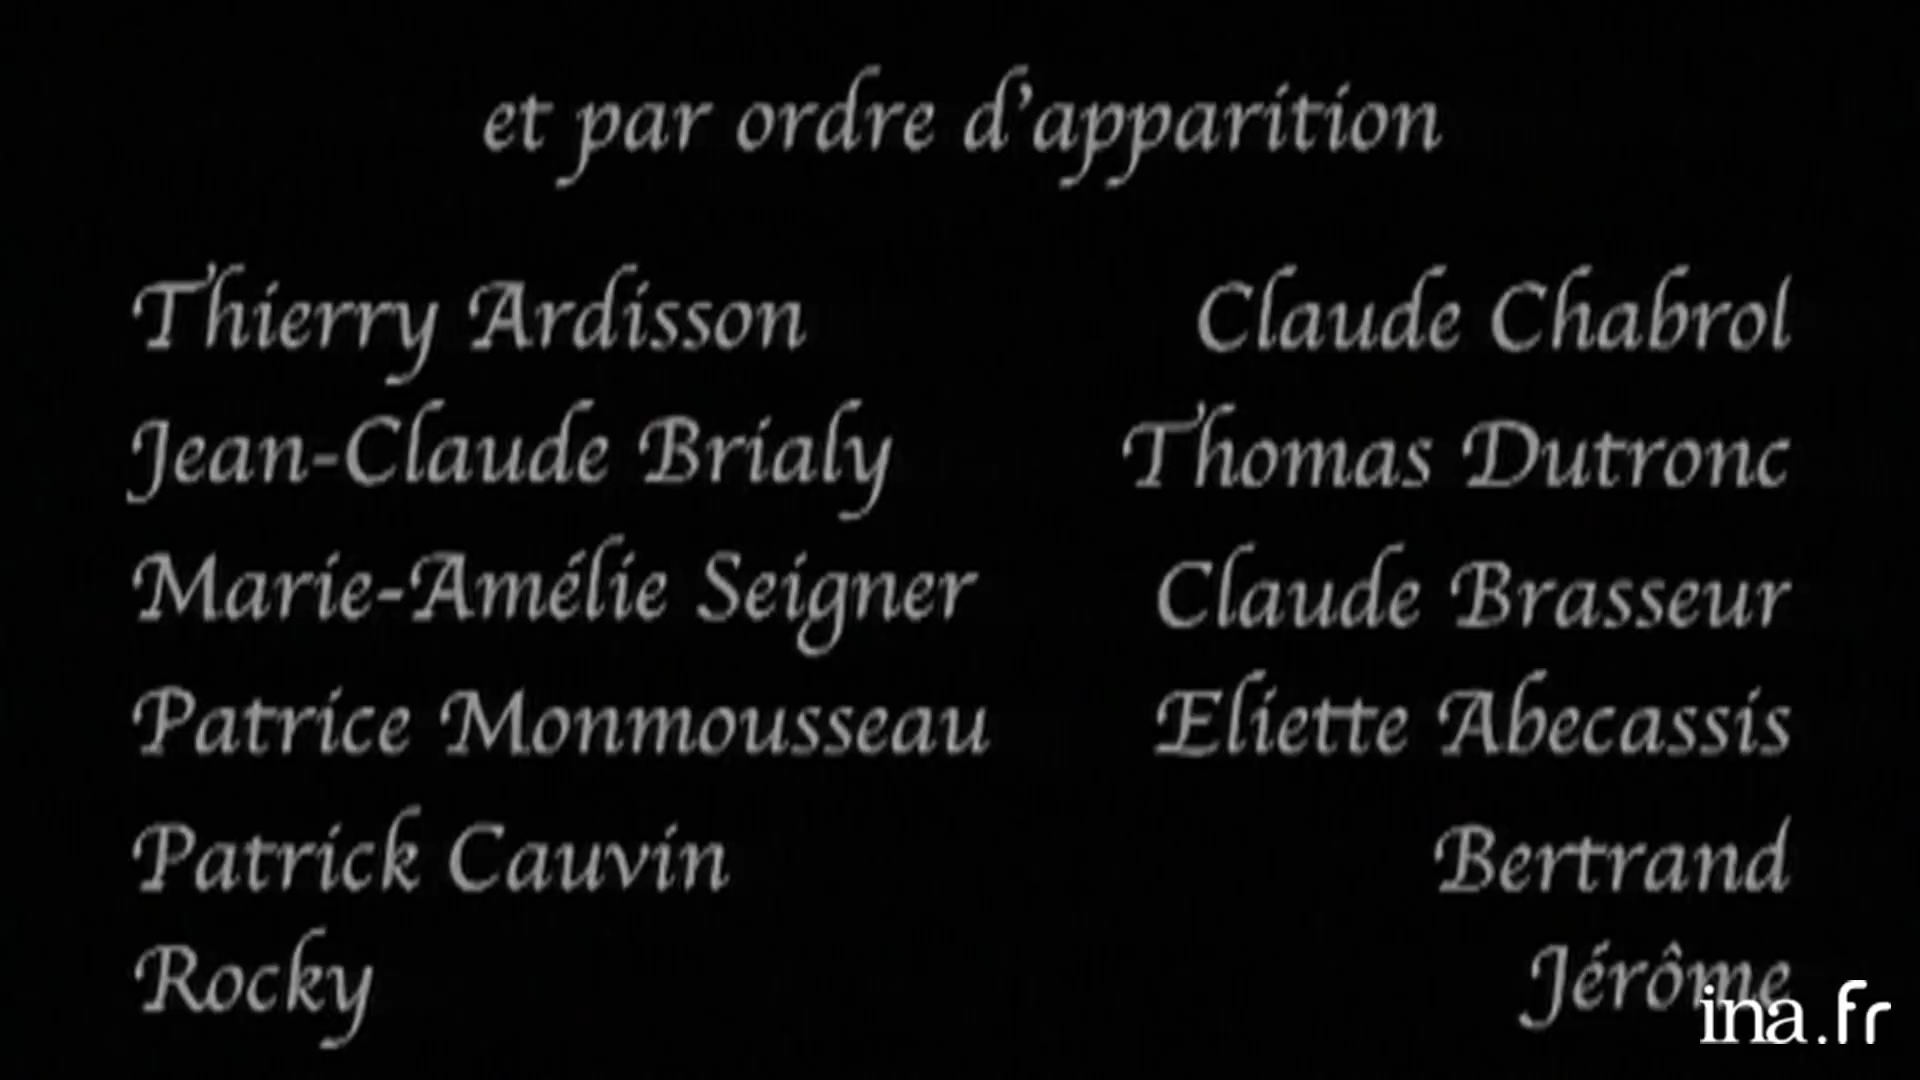 et par ordre d'apparition
Thierry Ardisson Claude Chabrol
Jean-Claude Brialy Thomas Dutronc
Marie-Amélie Seigner Claude Brasseur
Patrice Monmousseau Eliette Abecassis
Patrick Cauvin Bertrand
Rocky Jérôme
ina.fr